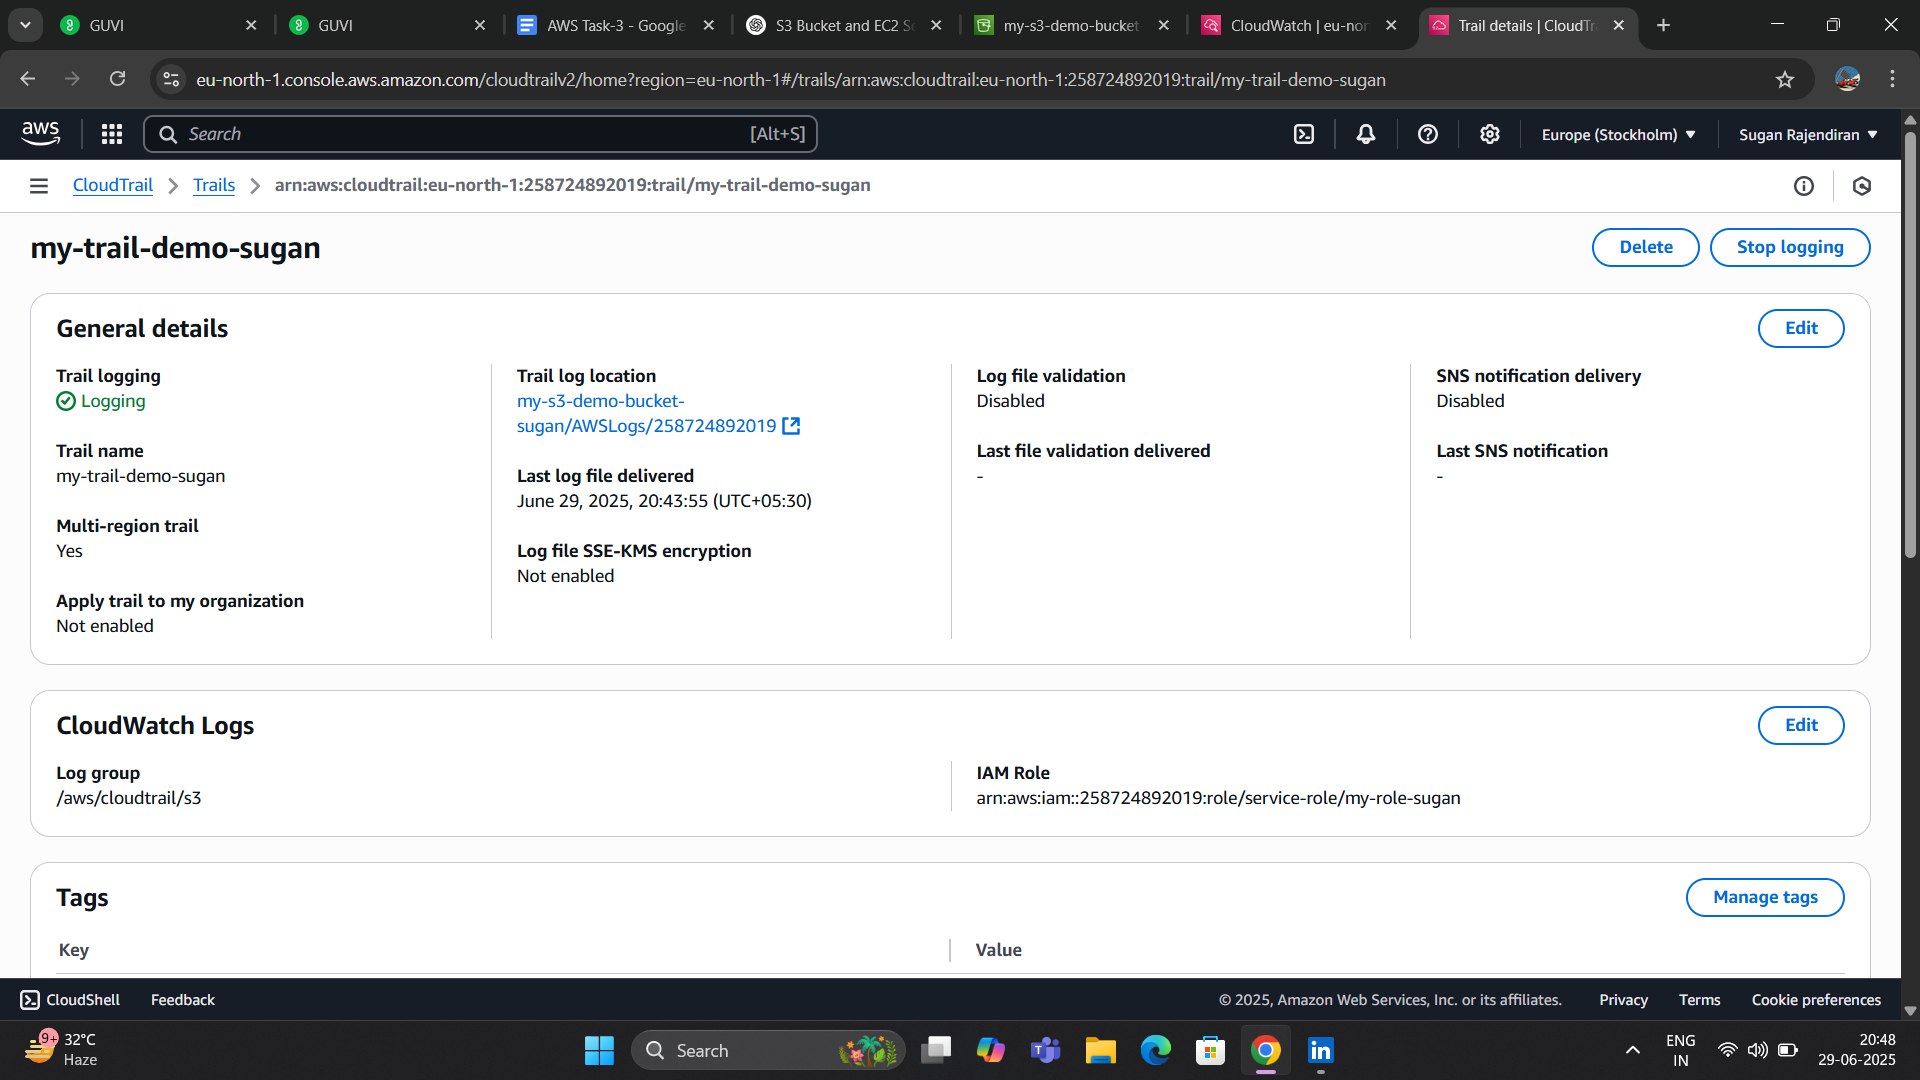 GUVI
GUVI
AWS Task-3 - Google
S3 Bucket and EC2 Se
my-s3-demo-bucket-
CloudWatch | eu-nor
Trail details | CloudTr
eu-north-1.console.aws.amazon.com/cloudtrailv2/home?region=eu-north-1#/trails/arn:aws:cloudtrail:eu-north-1:258724892019:trail/my-trail-demo-sugan
aws
Search
[Alt+S]
Europe (Stockholm)
Sugan Rajendiran
CloudTrail
Trails
arn:aws:cloudtrail:eu-north-1:258724892019:trail/my-trail-demo-sugan
my-trail-demo-sugan
Delete
Stop logging
General details
Edit
Trail logging
Logging
Trail name
my-trail-demo-sugan
Multi-region trail
Yes
Apply trail to my organization
Not enabled
Trail log location
my-s3-demo-bucket-
sugan/AWSLogs/258724892019
Last log file delivered
June 29, 2025, 20:43:55 (UTC+05:30)
Log file SSE-KMS encryption
Not enabled
Log file validation
Disabled
Last file validation delivered
-
SNS notification delivery
Disabled
Last SNS notification
-
CloudWatch Logs
Edit
Log group
/aws/cloudtrail/s3
IAM Role
arn:aws:iam::258724892019:role/service-role/my-role-sugan
Tags
Manage tags
Key
Value
CloudShell
Feedback
© 2025, Amazon Web Services, Inc. or its affiliates.
Privacy
Terms
Cookie preferences
9+
32°C
Haze
Search
in
ENG
IN
20:48
29-06-2025